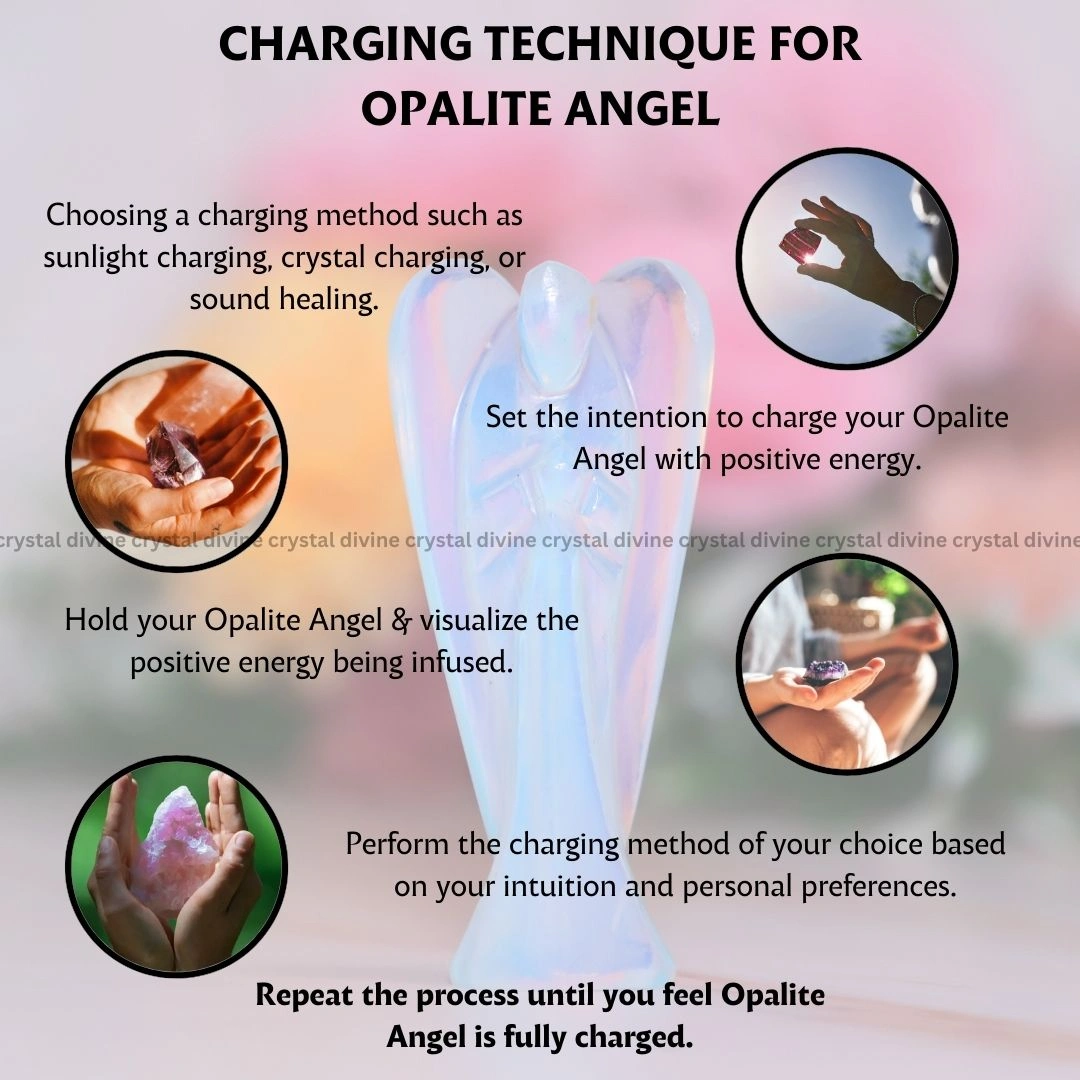 CHARGING TECHNIQUE FOR
OPALITE ANGEL
Choosing a charging method such as
sunlight charging, crystal charging, or
sound healing.
Set the intention to charge your Opalite
Angel with positive energy.
crystal divine crystal divine crystal divine crystal divine crystal divine crystal divine crystal divine crystal divine
Hold your Opalite Angel & visualize the
positive energy being infused.
Perform the charging method of your choice based
on your intuition and personal preferences.
Repeat the process until you feel Opalite
Angel is fully charged.